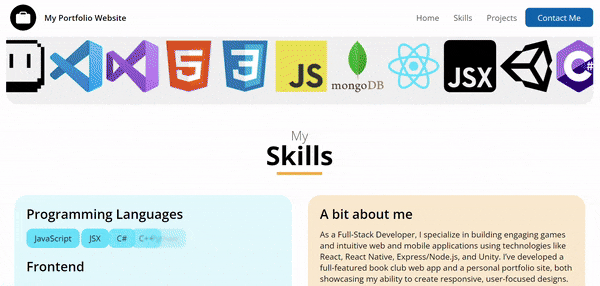 My Portfolio Website
Home Skills Projects Contact Me
5 3 JS mongoDB JSX C#
My
Skills
Programming Languages
JavaScript JSX C# C++
Frontend
A bit about me
As a Full-Stack Developer, I specialize in building engaging games
and intuitive web and mobile applications using technologies like
React, React Native, Express/Node.js, and Unity. I've developed a
full-featured book club web app and a personal portfolio site, both
showcasing my ability to create responsive, user-focused designs.